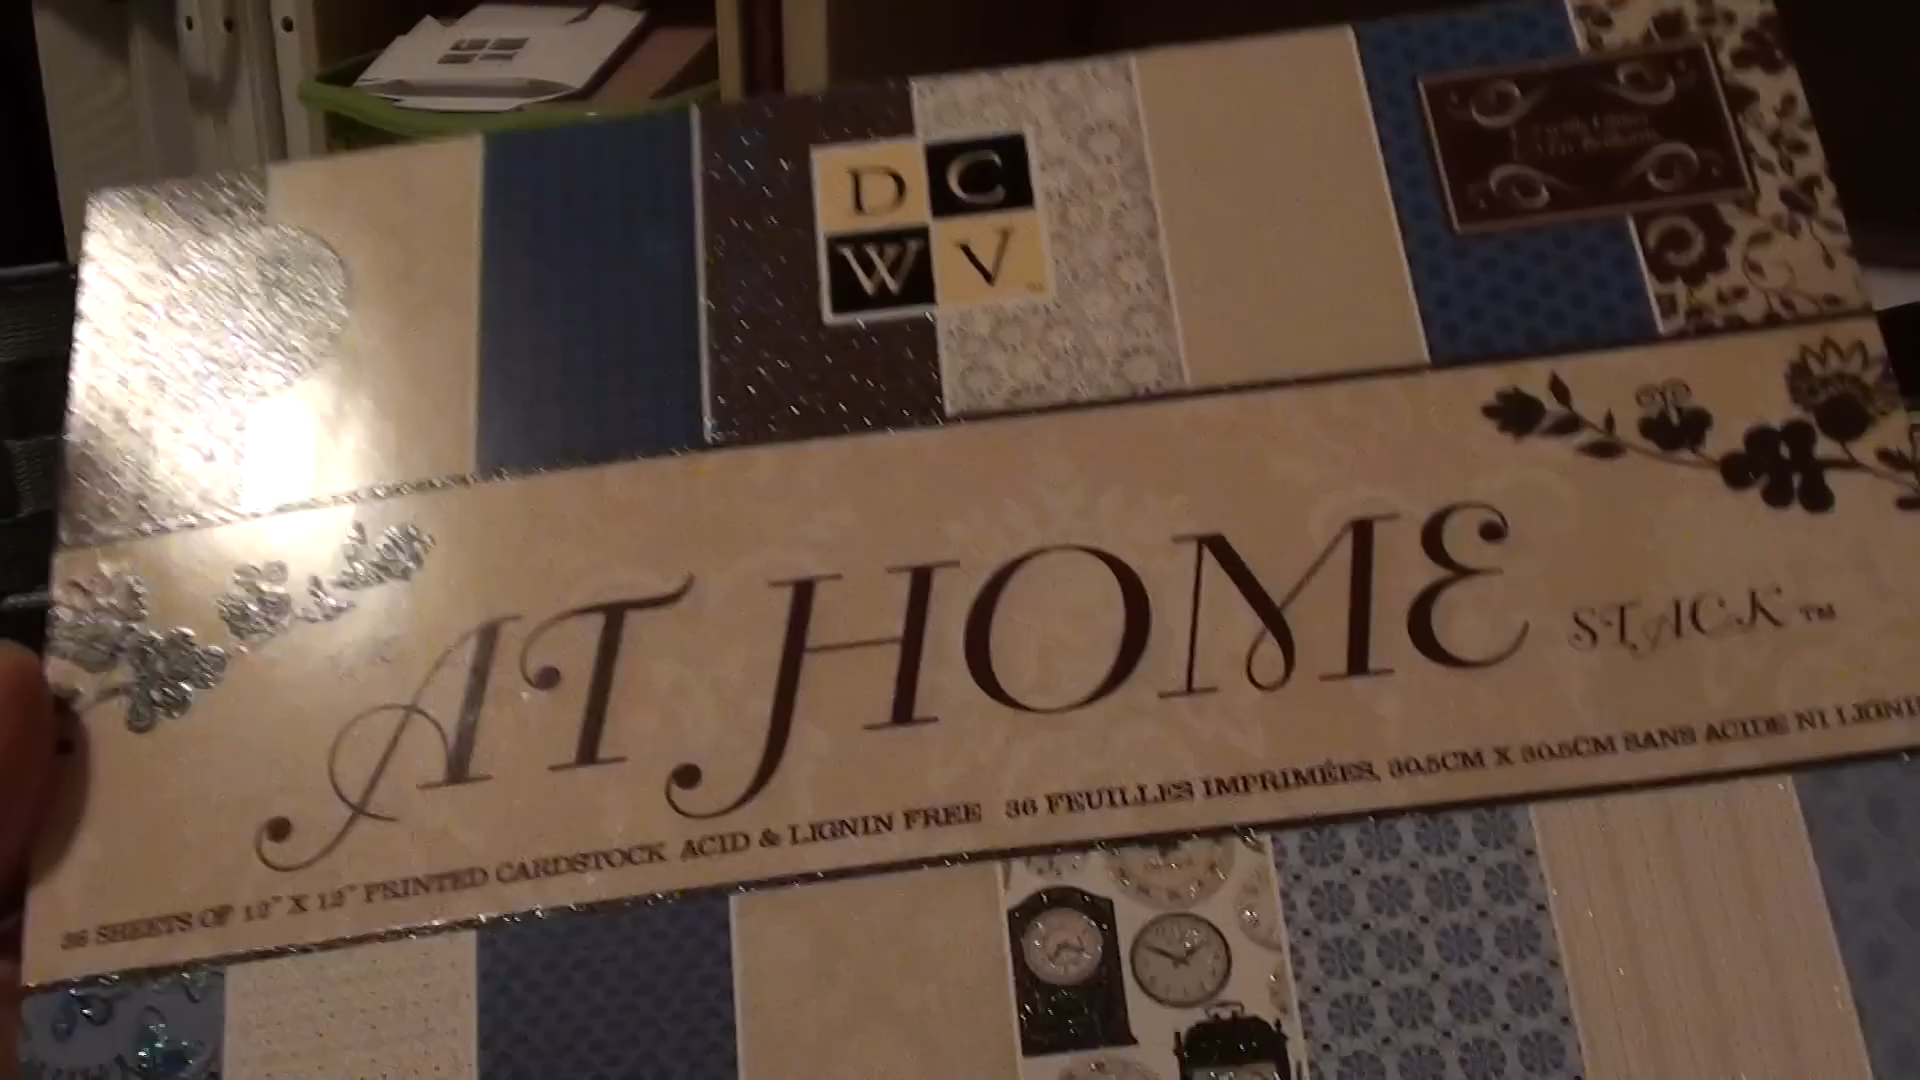 D C
W V
AT HOME STACK™
36 SHEETS OF 12" X 12" PRINTED CARDSTOCK ACID & LIGNIN FREE 36 FEUILLES IMPRIMÉES, 30.5CM X 30.5CM SANS ACIDE NI